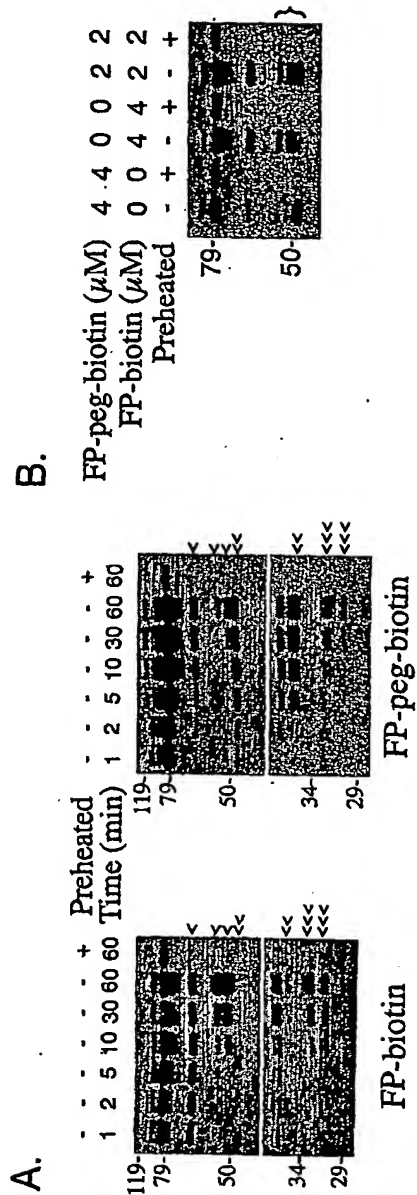 A.
- - - - - - + Preheated - - - - - - +
1 2 5 10 30 60 60 Time (min) 1 2 5 10 30 60 60
119-
79-
50-
34-
29-
FP-biotin
119-
79-
50-
34-
29-
FP-peg-biotin
B.
FP-peg-biotin (μM) 4 4 0 0 2 2
FP-biotin (μM) 0 0 4 4 2 2
Preheated - + - + - +
79-
50-